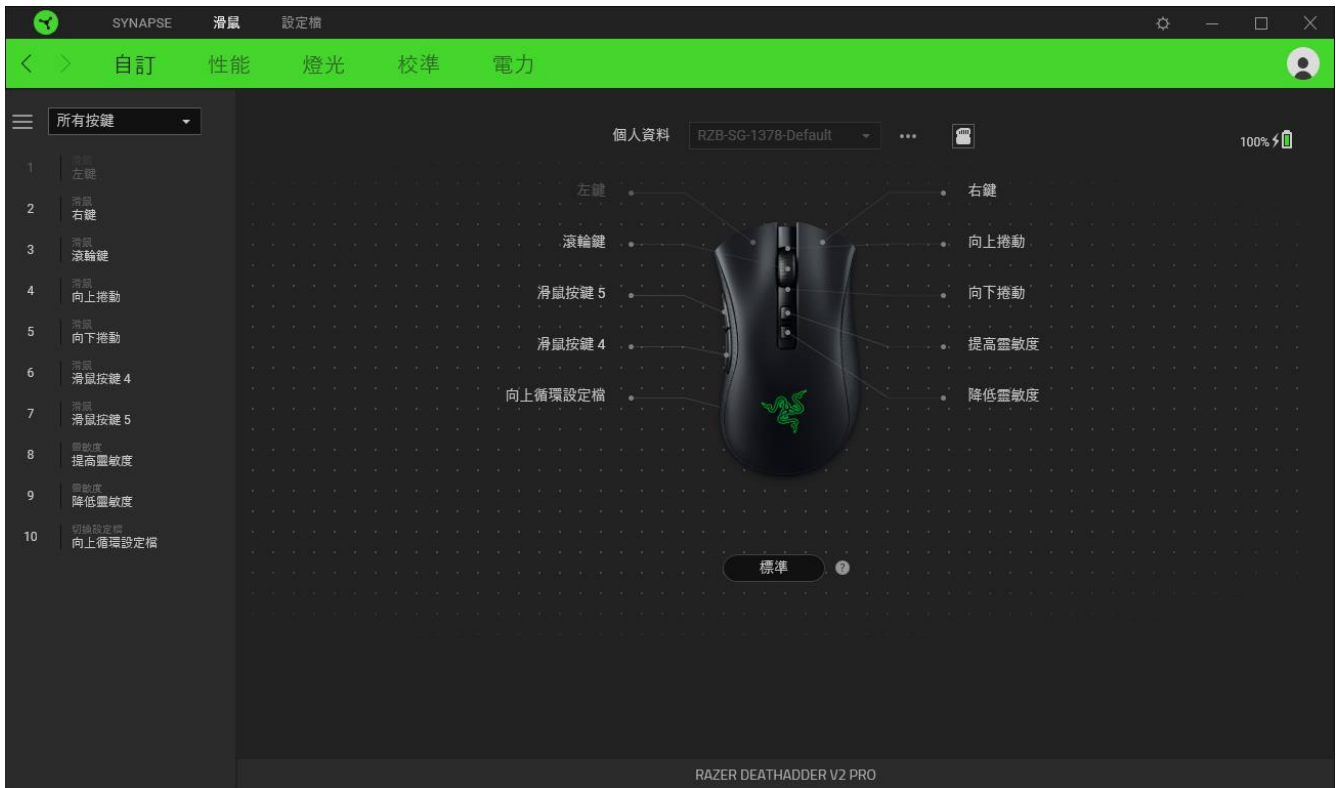 SYNAPSE 滑鼠 設定檔
自訂 性能 燈光 校準 電力
所有按鍵
個人資料 RZB-SG-1378-Default
100%
1 滑鼠
左鍵
2 滑鼠
右鍵
3 滑鼠
滾輪鍵
4 滑鼠
向上捲動
5 滑鼠
向下捲動
6 滑鼠
滑鼠按鍵 4
7 滑鼠
滑鼠按鍵 5
8 靈敏度
提高靈敏度
9 靈敏度
降低靈敏度
10 切換設定檔
向上循環設定檔
左鍵 右鍵
滾輪鍵 向上捲動
滑鼠按鍵 5 向下捲動
滑鼠按鍵 4 提高靈敏度
向上循環設定檔 降低靈敏度
標準 ?
RAZER DEATHADDER V2 PRO